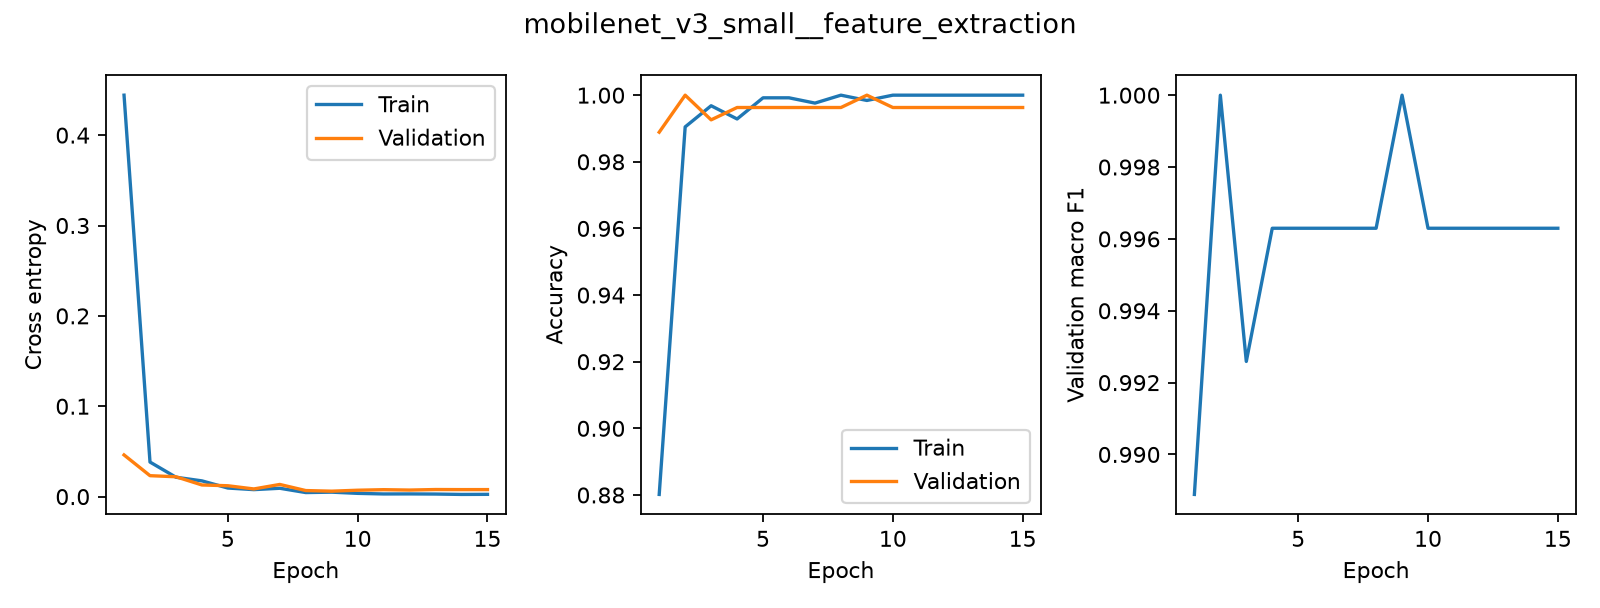 mobilenet_v3_small__feature_extraction
Cross entropy
0.4
0.3
0.2
0.1
0.0
Train
Validation
5
10
15
Epoch
Accuracy
1.00
0.98
0.96
0.94
0.92
0.90
0.88
Train
Validation
5
10
15
Epoch
Validation macro F1
1.000
0.998
0.996
0.994
0.992
0.990
5
10
15
Epoch